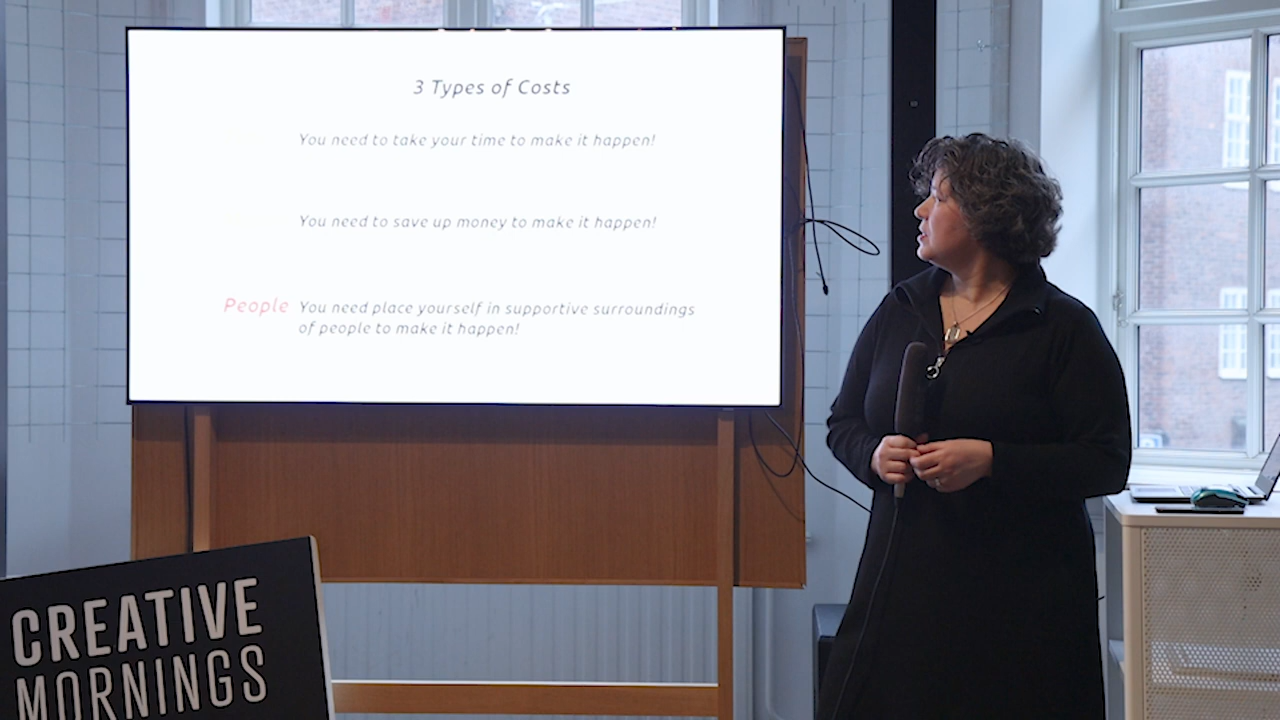 3 Types of Costs
You need to take your time to make it happen!
You need to save up money to make it happen!
People You need place yourself in supportive surroundings
of people to make it happen!
CREATIVE
MORNINGS